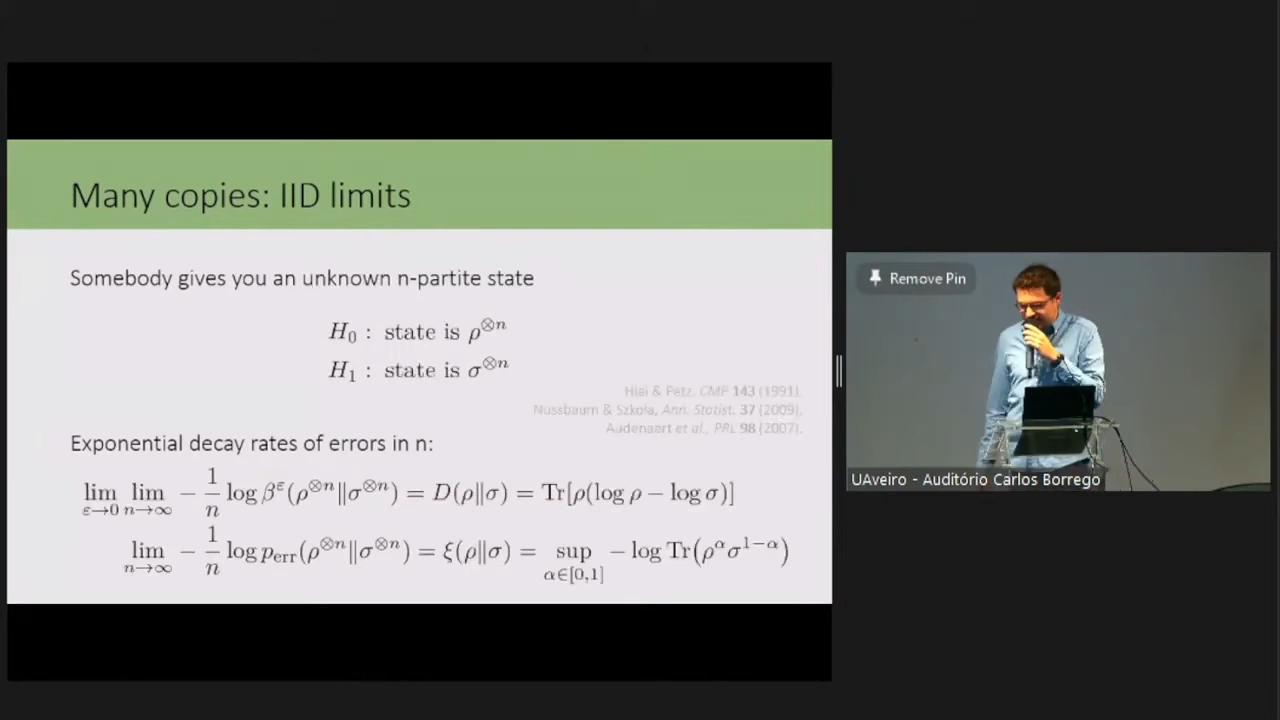 Many copies: IID limits
Somebody gives you an unknown n-partite state
H₀ : state is ρ^⊗n
H₁ : state is σ^⊗n
Hiai & Petz, CMP 143 (1991).
Nussbaum & Szkoła, Ann. Statist. 37 (2009),
Audenaert et al., PRL 98 (2007).
Exponential decay rates of errors in n:
lim_{ε→0} lim_{n→∞} − 1/n log β^ε(ρ^⊗n‖σ^⊗n) = D(ρ‖σ) = Tr[ρ(log ρ − log σ)]
lim_{n→∞} − 1/n log p_err(ρ^⊗n‖σ^⊗n) = ξ(ρ‖σ) = sup_{α∈[0,1]} − log Tr(ρ^α σ^{1−α})
Remove Pin
UAveiro - Auditório Carlos Borrego